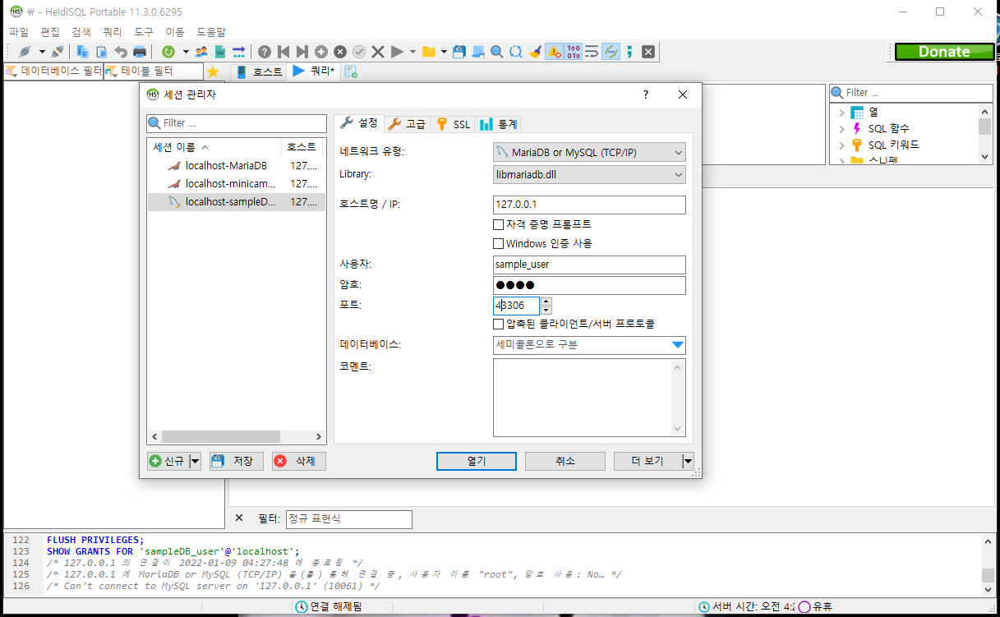 HS ₩ - HeidiSQL Portable 11.3.0.6295
파일 편집 검색 쿼리 도구 이동 도움말
Donate
데이터베이스 필터 테이블 필터 호스트 쿼리*
HS 세션 관리자 ?
Filter ...
설정 고급 SSL 통계
세션 이름 호스트
localhost-MariaDB 127....
localhost-minicam... 127....
localhost-sampleD... 127....
네트워크 유형: MariaDB or MySQL (TCP/IP)
Library: libmariadb.dll
호스트명 / IP: 127.0.0.1
자격 증명 프롬프트
Windows 인증 사용
사용자: sample_user
암호: ●●●●
포트: 43306
압축된 클라이언트/서버 프로토콜
데이터베이스: 세미콜론으로 구분
코멘트:
신규 저장 삭제 열기 취소 더 보기
Filter ...
열
SQL 함수
SQL 키워드
스니펫
필터: 정규 표현식
122 FLUSH PRIVILEGES;
123 SHOW GRANTS FOR 'sampleDB_user'@'localhost';
124 /* 127.0.0.1 의 연결이 2022-01-09 04:27:48 에 종료됨 */
125 /* 127.0.0.1 에 MariaDB or MySQL (TCP/IP) 을(를) 통해 연결 중, 사용자 이름 "root", 암호 사용: No… */
126 /* Can't connect to MySQL server on '127.0.0.1' (10061) */
연결 해제됨 서버 시간: 오전 4:2 유휴